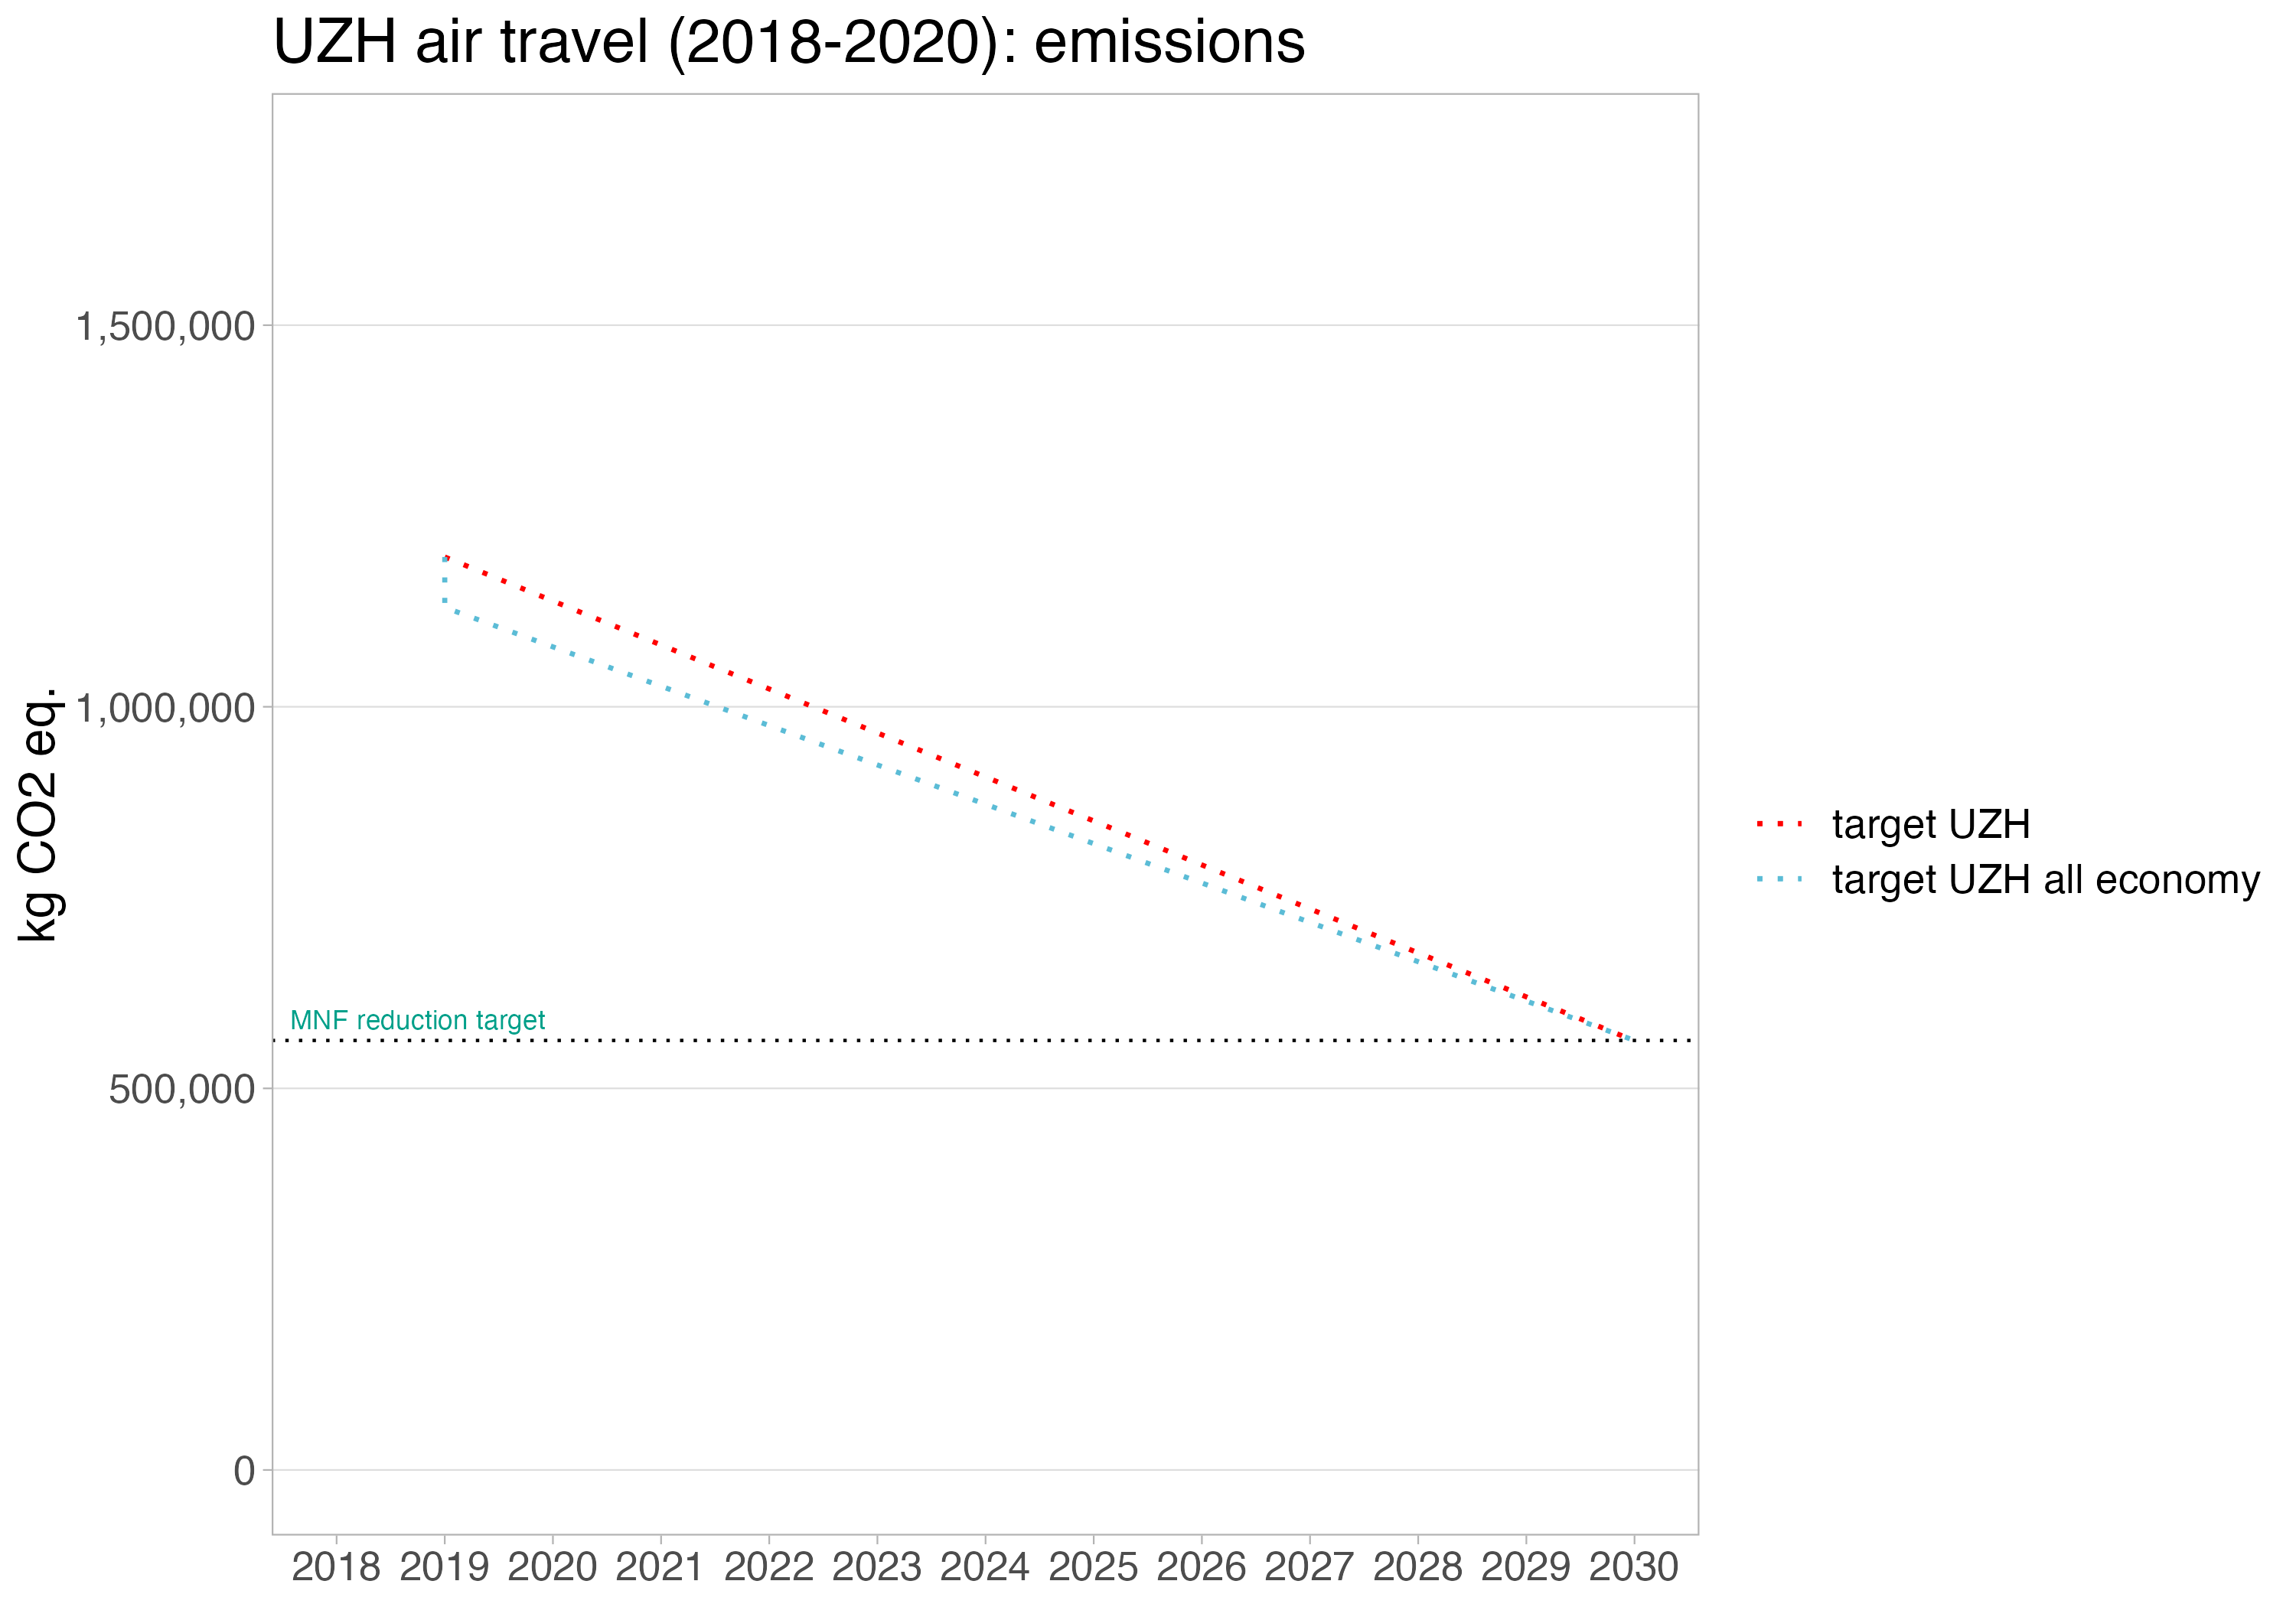 UZH air travel (2018-2020): emissions
kg CO2 eq.
1,500,000
1,000,000
500,000
0
MNF reduction target
2018 2019 2020 2021 2022 2023 2024 2025 2026 2027 2028 2029 2030
target UZH
target UZH all economy